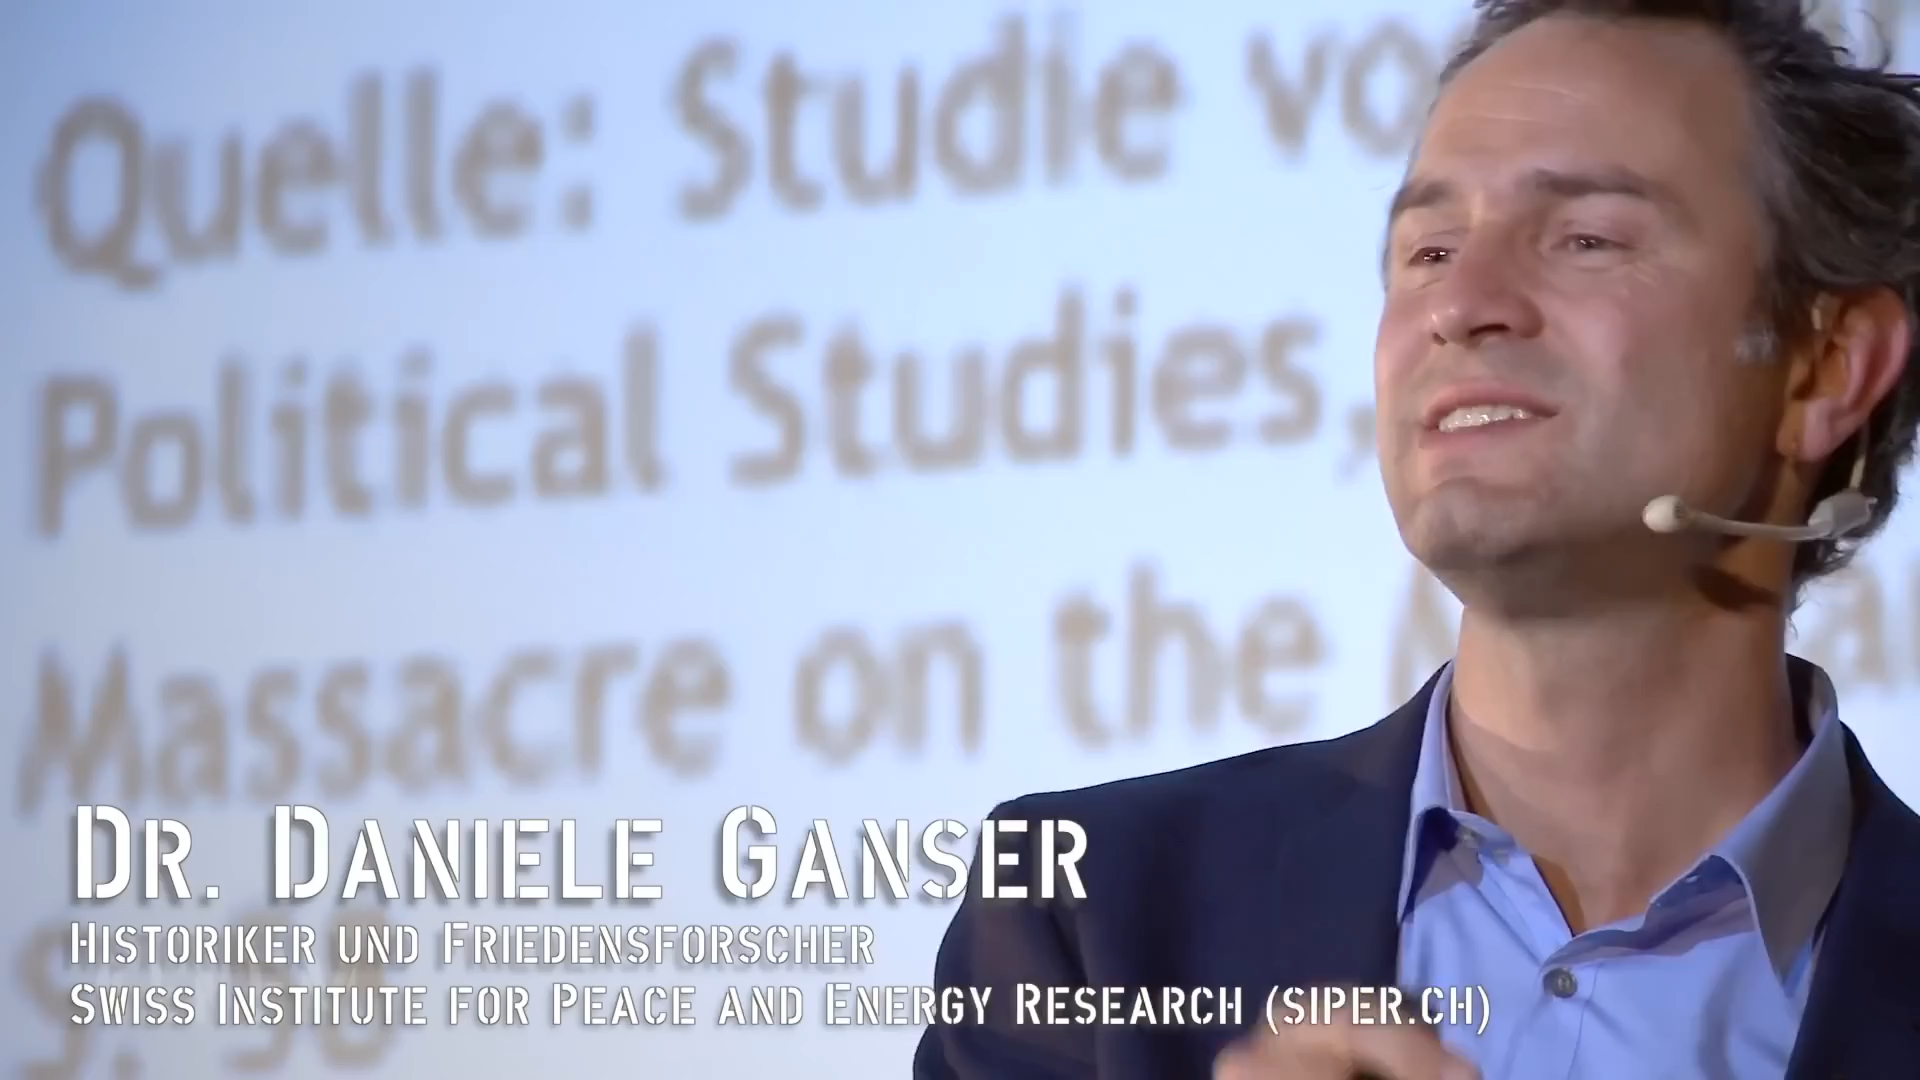 Quelle: Studie vo
Political Studies,
Massacre on the
S. 30
DR. DANIELE GANSER
HISTORIKER UND FRIEDENSFORSCHER
SWISS INSTITUTE FOR PEACE AND ENERGY RESEARCH (SIPER.CH)